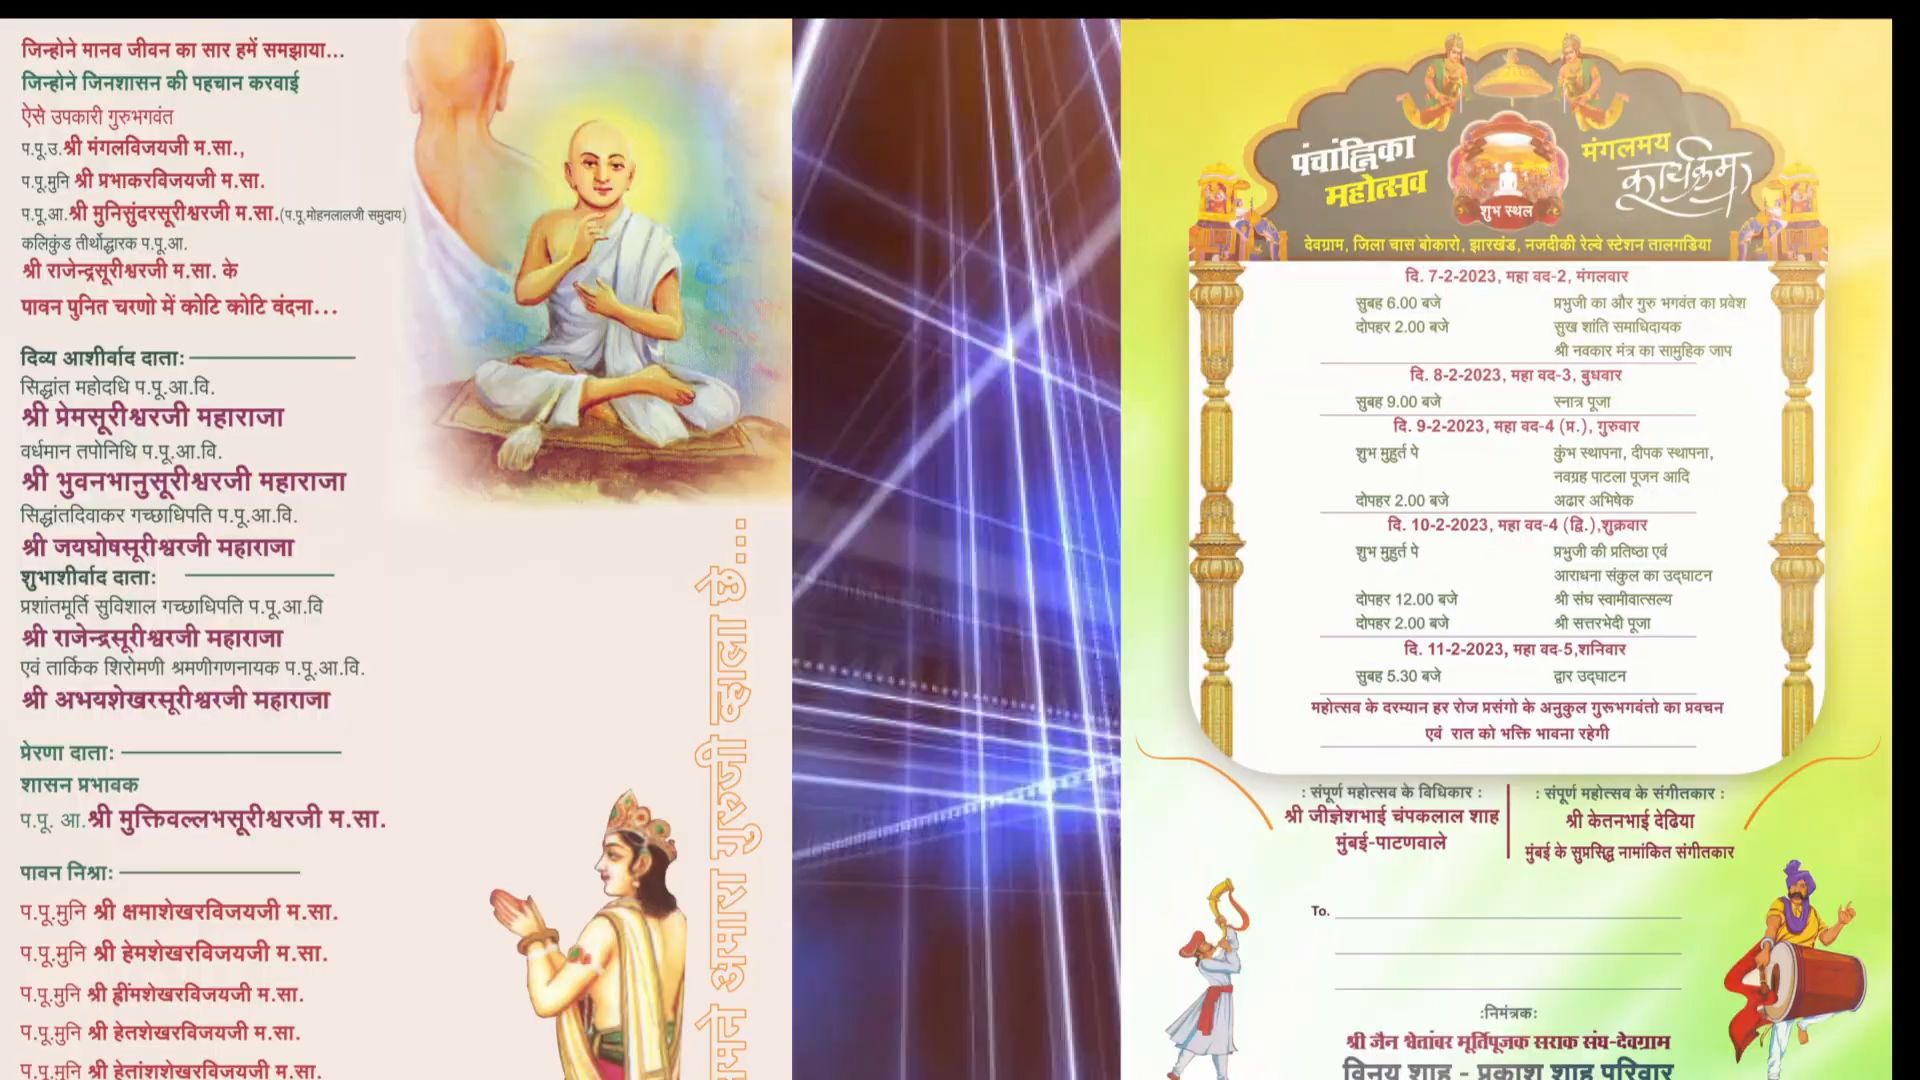 जिन्होने मानव जीवन का सार हमें समझाया...
जिन्होने जिनशासन की पहचान करवाई
ऐसे उपकारी गुरुभगवंत
प.पू.उ.श्री मंगलविजयजी म.सा.,
प.पू.मुनि श्री प्रभाकरविजयजी म.सा.
प.पू.आ.श्री मुनिसुंदरसूरीश्वरजी म.सा.(प.पू.मोहनलालजी समुदाय)
कलिकुंड तीर्थोद्धारक प.पू.आ.
श्री राजेन्द्रसूरीश्वरजी म.सा. के
पावन पुनित चरणो में कोटि कोटि वंदना...
दिव्य आशीर्वाद दाताः
सिद्धांत महोदधि प.पू.आ.वि.
श्री प्रेमसूरीश्वरजी महाराजा
वर्धमान तपोनिधि प.पू.आ.वि.
श्री भुवनभानुसूरीश्वरजी महाराजा
सिद्धांतदिवाकर गच्छाधिपति प.पू.आ.वि.
श्री जयघोषसूरीश्वरजी महाराजा
शुभाशीर्वाद दाताः
प्रशांतमूर्ति सुविशाल गच्छाधिपति प.पू.आ.वि
श्री राजेन्द्रसूरीश्वरजी महाराजा
एवं तार्किक शिरोमणी श्रमणीगणनायक प.पू.आ.वि.
श्री अभयशेखरसूरीश्वरजी महाराजा
प्रेरणा दाताः
शासन प्रभावक
प.पू. आ.श्री मुक्तिवल्लभसूरीश्वरजी म.सा.
पावन निश्राः
प.पू.मुनि श्री क्षमाशेखरविजयजी म.सा.
प.पू.मुनि श्री हेमशेखरविजयजी म.सा.
प.पू.मुनि श्री ह्रींमशेखरविजयजी म.सा.
प.पू.मुनि श्री हेतशेखरविजयजी म.सा.
प.पू.मुनि श्री हेतांशशेखरविजयजी म.सा.
अमने अमारा गुरुजी व्हाला छे...
पंचांह्निका
महोत्सव
मंगलमय
कार्यक्रम
शुभ स्थल
देवग्राम, जिला चास बोकारो, झारखंड, नजदीकी रेल्वे स्टेशन तालगडिया
दि. 7-2-2023, महा वद-2, मंगलवार
सुबह 6.00 बजे प्रभुजी का और गुरु भगवंत का प्रवेश
दोपहर 2.00 बजे सुख शांति समाधिदायक
श्री नवकार मंत्र का सामुहिक जाप
दि. 8-2-2023, महा वद-3, बुधवार
सुबह 9.00 बजे स्नात्र पूजा
दि. 9-2-2023, महा वद-4 (प्र.), गुरुवार
शुभ मुहुर्त पे कुंभ स्थापना, दीपक स्थापना,
नवग्रह पाटला पूजन आदि
दोपहर 2.00 बजे अढार अभिषेक
दि. 10-2-2023, महा वद-4 (द्वि.),शुक्रवार
शुभ मुहुर्त पे प्रभुजी की प्रतिष्ठा एवं
आराधना संकुल का उद्घाटन
दोपहर 12.00 बजे श्री संघ स्वामीवात्सल्य
दोपहर 2.00 बजे श्री सत्तरभेदी पूजा
दि. 11-2-2023, महा वद-5,शनिवार
सुबह 5.30 बजे द्वार उद्घाटन
महोत्सव के दरम्यान हर रोज प्रसंगो के अनुकुल गुरूभगवंतो का प्रवचन
एवं रात को भक्ति भावना रहेगी
: संपूर्ण महोत्सव के विधिकार :
श्री जीज्ञेशभाई चंपकलाल शाह
मुंबई-पाटणवाले
: संपूर्ण महोत्सव के संगीतकार :
श्री केतनभाई देढिया
मुंबई के सुप्रसिद्ध नामांकित संगीतकार
To.
:निमंत्रकः
श्री जैन श्वेतांबर मूर्तिपूजक सराक संघ-देवग्राम
विनय शाह - प्रकाश शाह परिवार